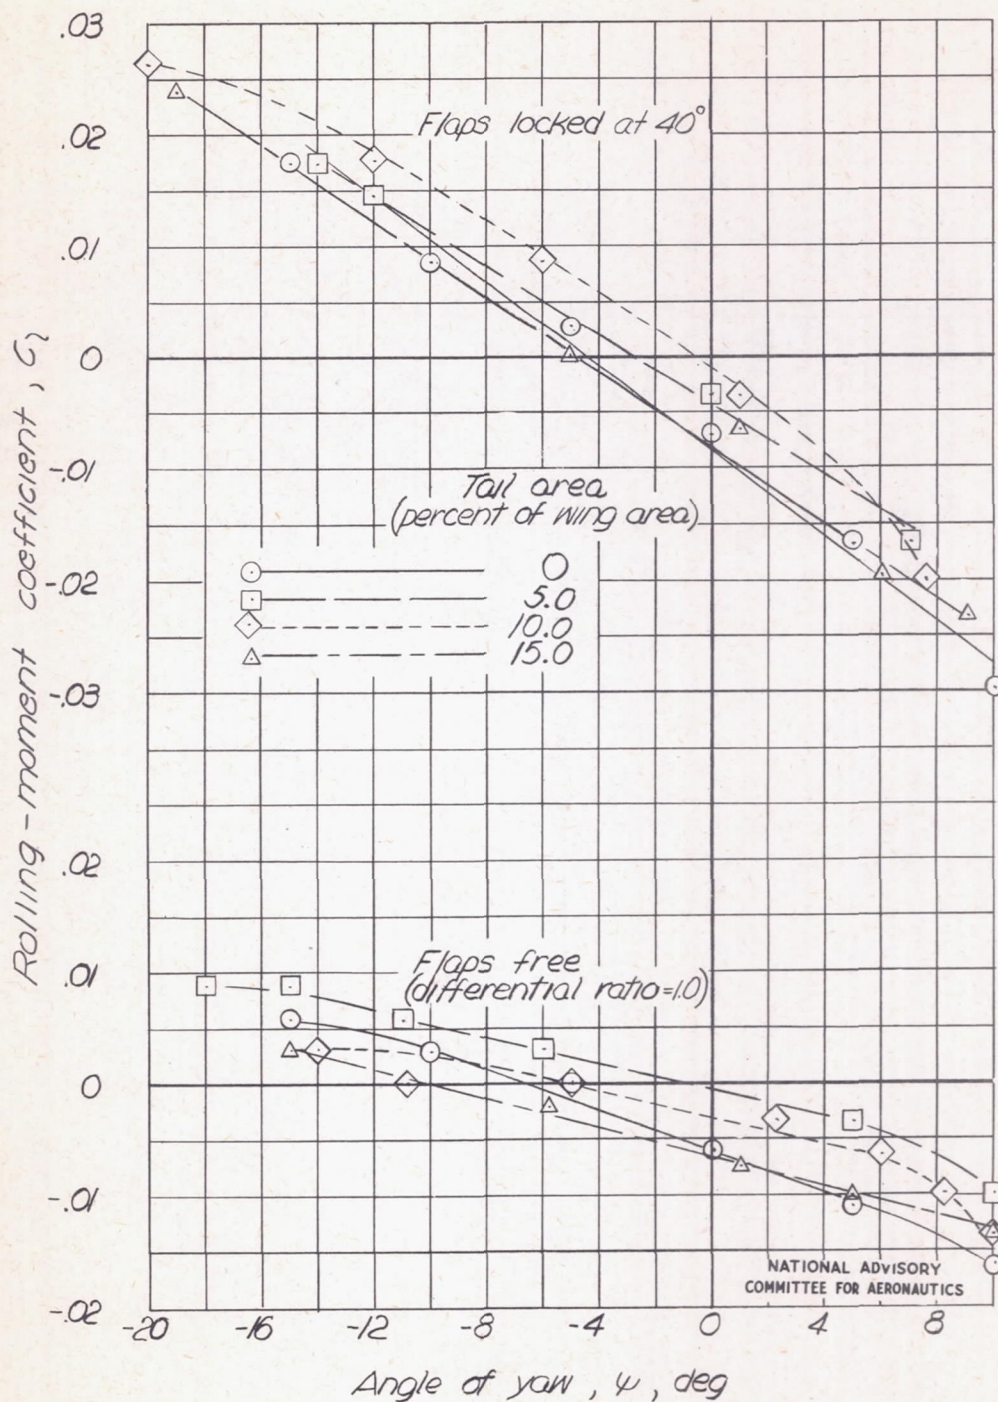 .03
.02
.01
0
-.01
-.02
-.03
Flaps locked at 40°
Tail area
(percent of wing area)
0
5.0
10.0
15.0
Rolling-moment coefficient, Cl
.02
.01
0
-.01
-.02
Flaps free
(differential ratio=1.0)
NATIONAL ADVISORY
COMMITTEE FOR AERONAUTICS
-20 -16 -12 -8 -4 0 4 8
Angle of yaw, ψ, deg